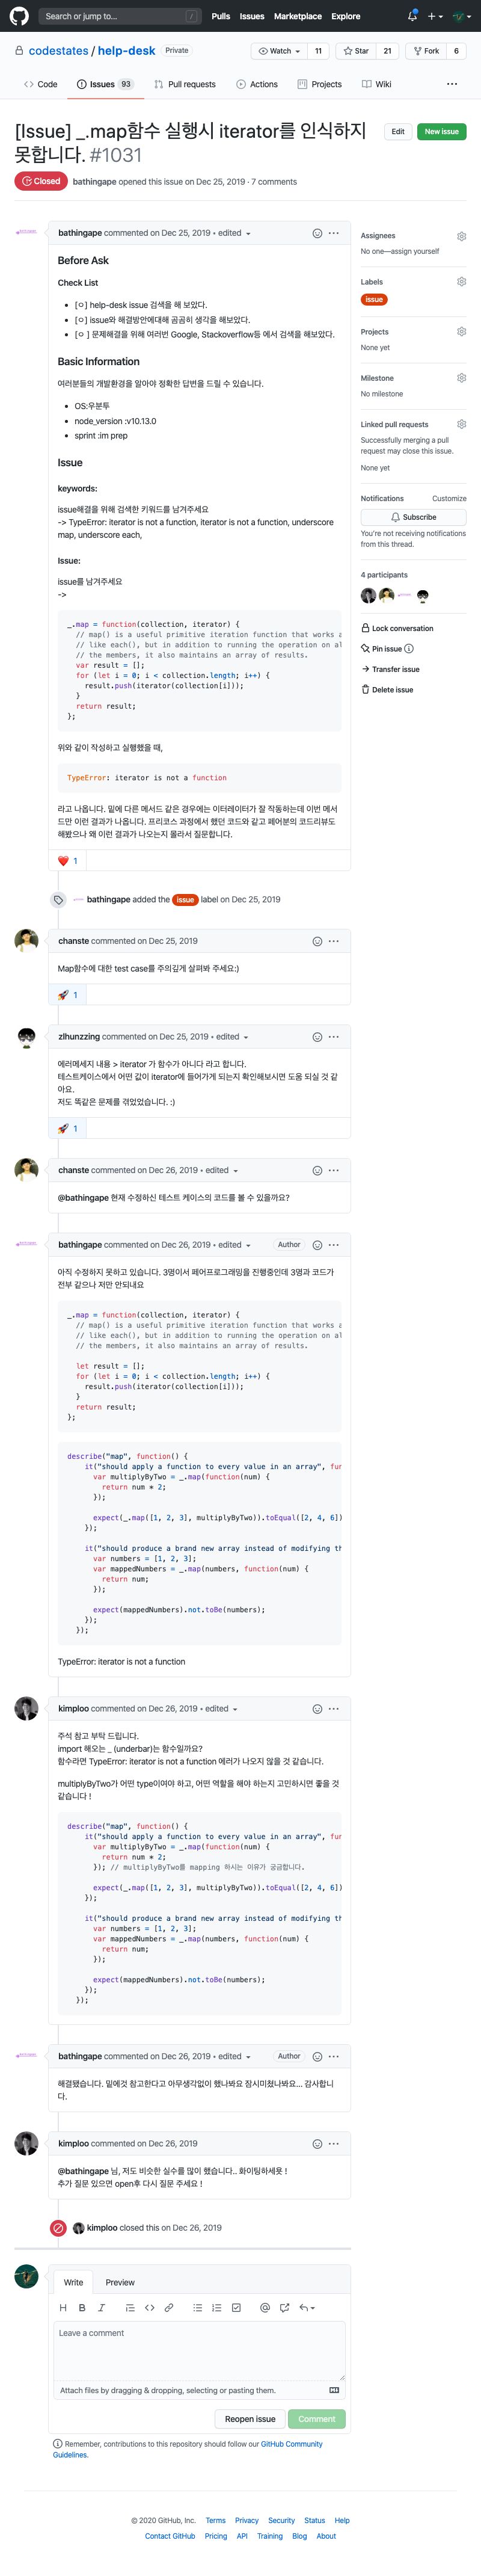 Search or jump to...
/
Pulls Issues Marketplace Explore
codestates / help-desk Private
Watch 11 Star 21 Fork 6
Code Issues 93 Pull requests Actions Projects Wiki
[Issue] _.map함수 실행시 iterator를 인식하지
못합니다. #1031
Edit New issue
Closed bathingape opened this issue on Dec 25, 2019 · 7 comments
bathingape commented on Dec 25, 2019 • edited
Before Ask
Check List
[ㅇ] help-desk issue 검색을 해 보았다.
[ㅇ] issue와 해결방안에대해 곰곰히 생각을 해보았다.
[ㅇ ] 문제해결을 위해 여러번 Google, Stackoverflow등 에서 검색을 해보았다.
Basic Information
여러분들의 개발환경을 알아야 정확한 답변을 드릴 수 있습니다.
OS:우분투
node_version :v10.13.0
sprint :im prep
Issue
keywords:
issue해결을 위해 검색한 키워드를 남겨주세요
-> TypeError: iterator is not a function, iterator is not a function, underscore
map, underscore each,
Issue:
issue를 남겨주세요
->
_.map = function(collection, iterator) {
// map() is a useful primitive iteration function that works a
// like each(), but in addition to running the operation on al
// the members, it also maintains an array of results.
var result = [];
for (let i = 0; i < collection.length; i++) {
result.push(iterator(collection[i]));
}
return result;
};
위와 같이 작성하고 실행했을 때,
TypeError: iterator is not a function
라고 나옵니다. 밑에 다른 메서드 같은 경우에는 이터레이터가 잘 작동하는데 이번 메서
드만 이런 결과가 나옵니다. 프리코스 과정에서 했던 코드와 같고 페어분의 코드리뷰도
해봤으나 왜 이런 결과가 나오는지 몰라서 질문합니다.
1
bathingape added the issue label on Dec 25, 2019
chanste commented on Dec 25, 2019
Map함수에 대한 test case를 주의깊게 살펴봐 주세요:)
1
zlhunzzing commented on Dec 25, 2019 • edited
에러메세지 내용 > iterator 가 함수가 아니다 라고 합니다.
테스트케이스에서 어떤 값이 iterator에 들어가게 되는지 확인해보시면 도움 되실 것 같
아요.
저도 똑같은 문제를 겪었었습니다. :)
1
chanste commented on Dec 26, 2019 • edited
@bathingape 현재 수정하신 테스트 케이스의 코드를 볼 수 있을까요?
bathingape commented on Dec 26, 2019 • edited Author
아직 수정하지 못하고 있습니다. 3명이서 페어프로그래밍을 진행중인데 3명과 코드가
전부 같으나 저만 안되내요
_.map = function(collection, iterator) {
// map() is a useful primitive iteration function that works a
// like each(), but in addition to running the operation on al
// the members, it also maintains an array of results.
let result = [];
for (let i = 0; i < collection.length; i++) {
result.push(iterator(collection[i]));
}
return result;
};
describe("map", function() {
it("should apply a function to every value in an array", fun
var multiplyByTwo = _.map(function(num) {
return num * 2;
});
expect(_.map([1, 2, 3], multiplyByTwo)).toEqual([2, 4, 6])
});
it("should produce a brand new array instead of modifying th
var numbers = [1, 2, 3];
var mappedNumbers = _.map(numbers, function(num) {
return num;
});
expect(mappedNumbers).not.toBe(numbers);
});
});
TypeError: iterator is not a function
kimploo commented on Dec 26, 2019 • edited
주석 참고 부탁 드립니다.
import 해오는 _ (underbar)는 함수일까요?
함수라면 TypeError: iterator is not a function 에러가 나오지 않을 것 같습니다.
multiplyByTwo가 어떤 type이여야 하고, 어떤 역할을 해야 하는지 고민하시면 좋을 것
같습니다 !
describe("map", function() {
it("should apply a function to every value in an array", fun
var multiplyByTwo = _.map(function(num) {
return num * 2;
}); // multiplyByTwo를 mapping 하시는 이유가 궁금합니다.
expect(_.map([1, 2, 3], multiplyByTwo)).toEqual([2, 4, 6])
});
it("should produce a brand new array instead of modifying th
var numbers = [1, 2, 3];
var mappedNumbers = _.map(numbers, function(num) {
return num;
});
expect(mappedNumbers).not.toBe(numbers);
});
});
bathingape commented on Dec 26, 2019 • edited Author
해결됐습니다. 밑에것 참고한다고 아무생각없이 했나봐요 잠시미쳤나봐요... 감사합니
다.
kimploo commented on Dec 26, 2019
@bathingape 님, 저도 비슷한 실수를 많이 했습니다.. 화이팅하세욧 !
추가 질문 있으면 open후 다시 질문 주세요 !
kimploo closed this on Dec 26, 2019
Write Preview
Leave a comment
Attach files by dragging & dropping, selecting or pasting them.
Reopen issue Comment
Remember, contributions to this repository should follow our GitHub Community
Guidelines.
Assignees
No one—assign yourself
Labels
issue
Projects
None yet
Milestone
No milestone
Linked pull requests
Successfully merging a pull
request may close this issue.
None yet
Notifications Customize
Subscribe
You're not receiving notifications
from this thread.
4 participants
Lock conversation
Pin issue
Transfer issue
Delete issue
© 2020 GitHub, Inc. Terms Privacy Security Status Help
Contact GitHub Pricing API Training Blog About